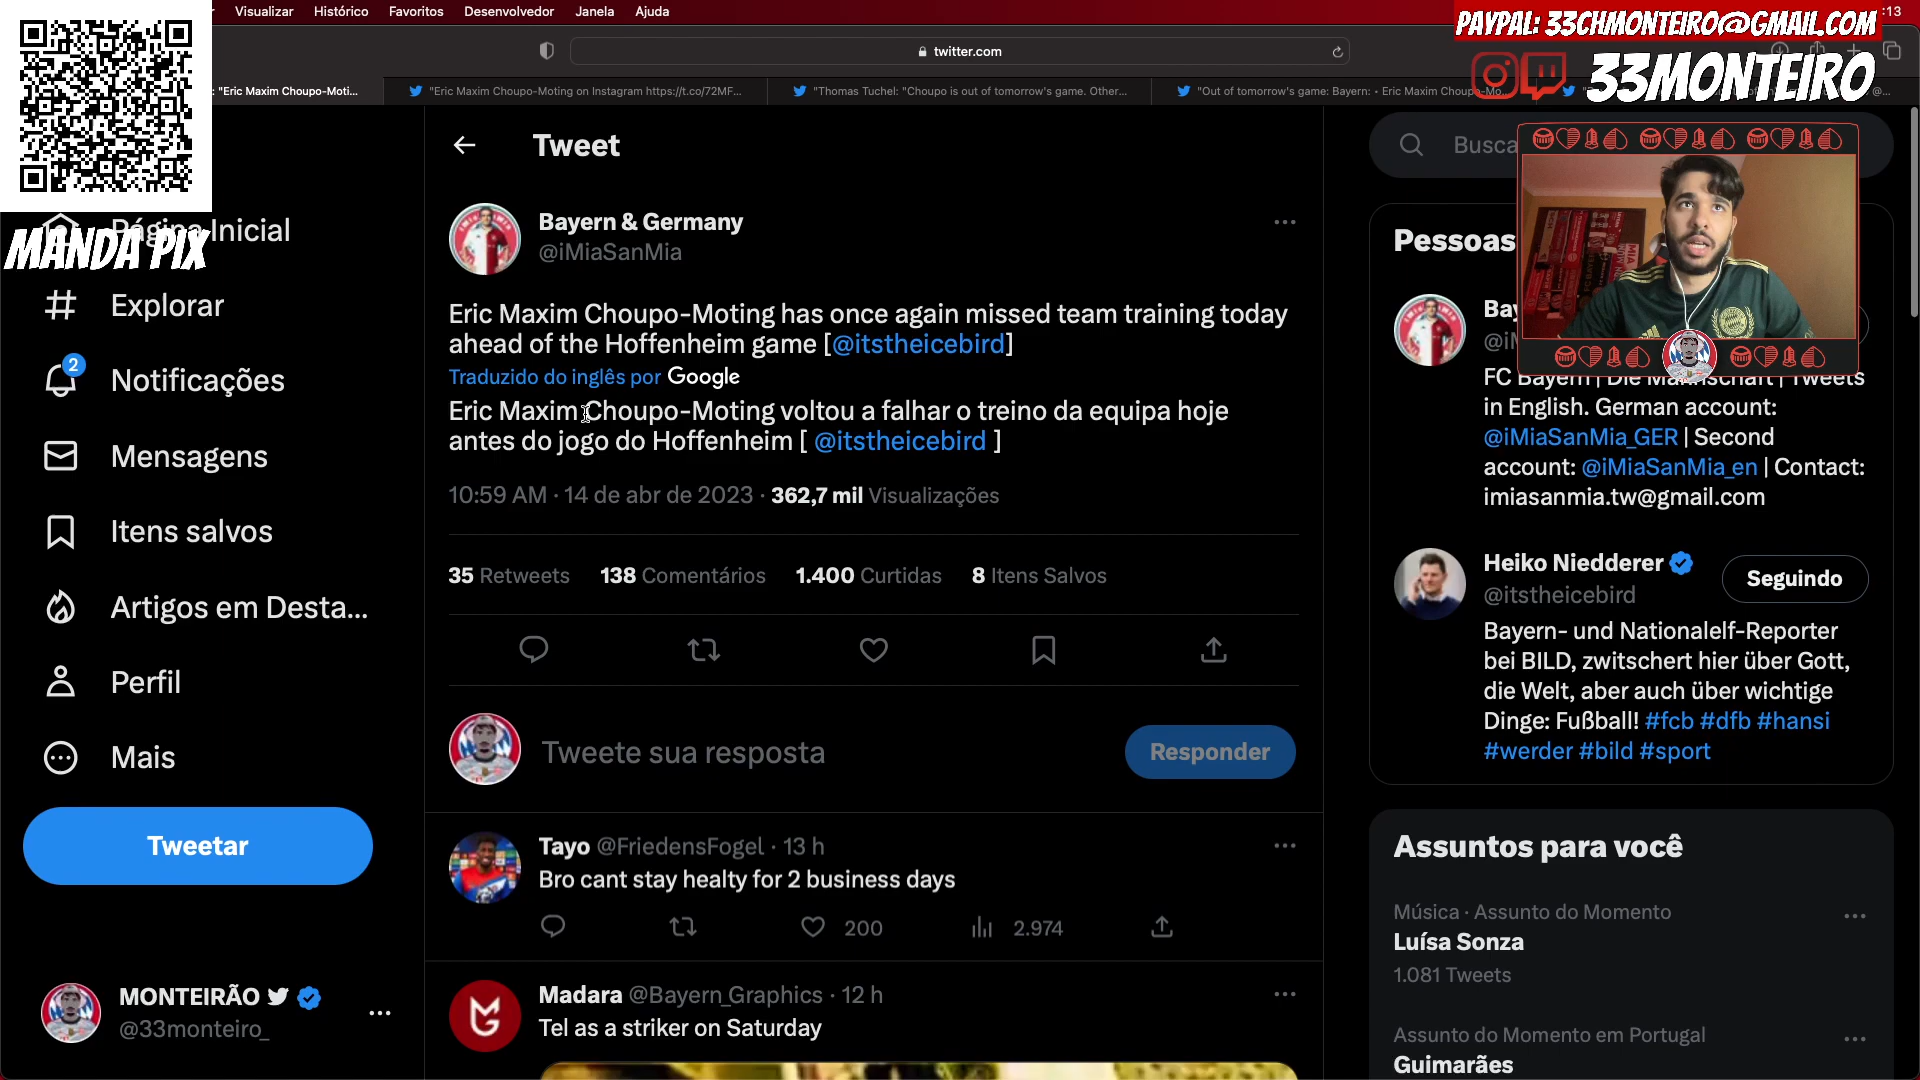 Visualizar Histórico Favoritos Desenvolvedor Janela Ajuda
:13
PAYPAL: 33CHMONTEIRO@GMAIL.COM
33MONTEIRO
twitter.com
: "Eric Maxim Choupo-Moti...
"Eric Maxim Choupo-Moting on Instagram https://t.co/72MF...
"Thomas Tuchel: "Choupo is out of tomorrow's game. Other...
"Out of tomorrow's game: Bayern: • Eric Maxim Choupo-Mo...
MANDA PIX
Página Inicial
Explorar
2
Notificações
Mensagens
Itens salvos
Artigos em Desta...
Perfil
Mais
Tweetar
MONTEIRÃO
@33monteiro_
Tweet
Bayern & Germany
@iMiaSanMia
Eric Maxim Choupo-Moting has once again missed team training today
ahead of the Hoffenheim game [@itstheicebird]
Traduzido do inglês por Google
Eric Maxim Choupo-Moting voltou a falhar o treino da equipa hoje
antes do jogo do Hoffenheim [ @itstheicebird ]
10:59 AM · 14 de abr de 2023 · 362,7 mil Visualizações
35 Retweets 138 Comentários 1.400 Curtidas 8 Itens Salvos
Tweete sua resposta
Responder
Tayo @FriedensFogel · 13 h
Bro cant stay healty for 2 business days
200 2.974
Madara @Bayern_Graphics · 12 h
Tel as a striker on Saturday
Busca
Pessoas
Bay
@iM
FC Bayern | Die Mannschaft | Tweets
in English. German account:
@iMiaSanMia_GER | Second
account: @iMiaSanMia_en | Contact:
imiasanmia.tw@gmail.com
Heiko Niedderer
@itstheicebird
Seguindo
Bayern- und Nationalelf-Reporter
bei BILD, zwitschert hier über Gott,
die Welt, aber auch über wichtige
Dinge: Fußball! #fcb #dfb #hansi
#werder #bild #sport
Assuntos para você
Música · Assunto do Momento
Luísa Sonza
1.081 Tweets
Assunto do Momento em Portugal
Guimarães